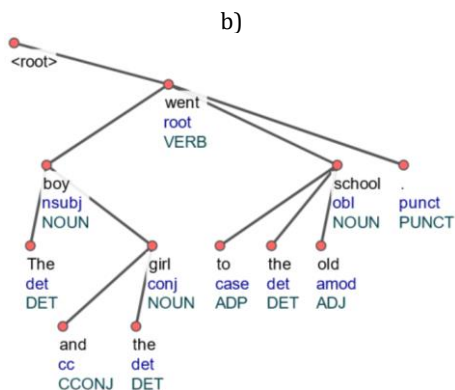 b)
<root>
went
root
VERB
boy
nsubj
NOUN
school
obl
NOUN
.
punct
PUNCT
The
det
DET
girl
conj
NOUN
to
case
ADP
the
det
DET
old
amod
ADJ
and
cc
CCONJ
the
det
DET